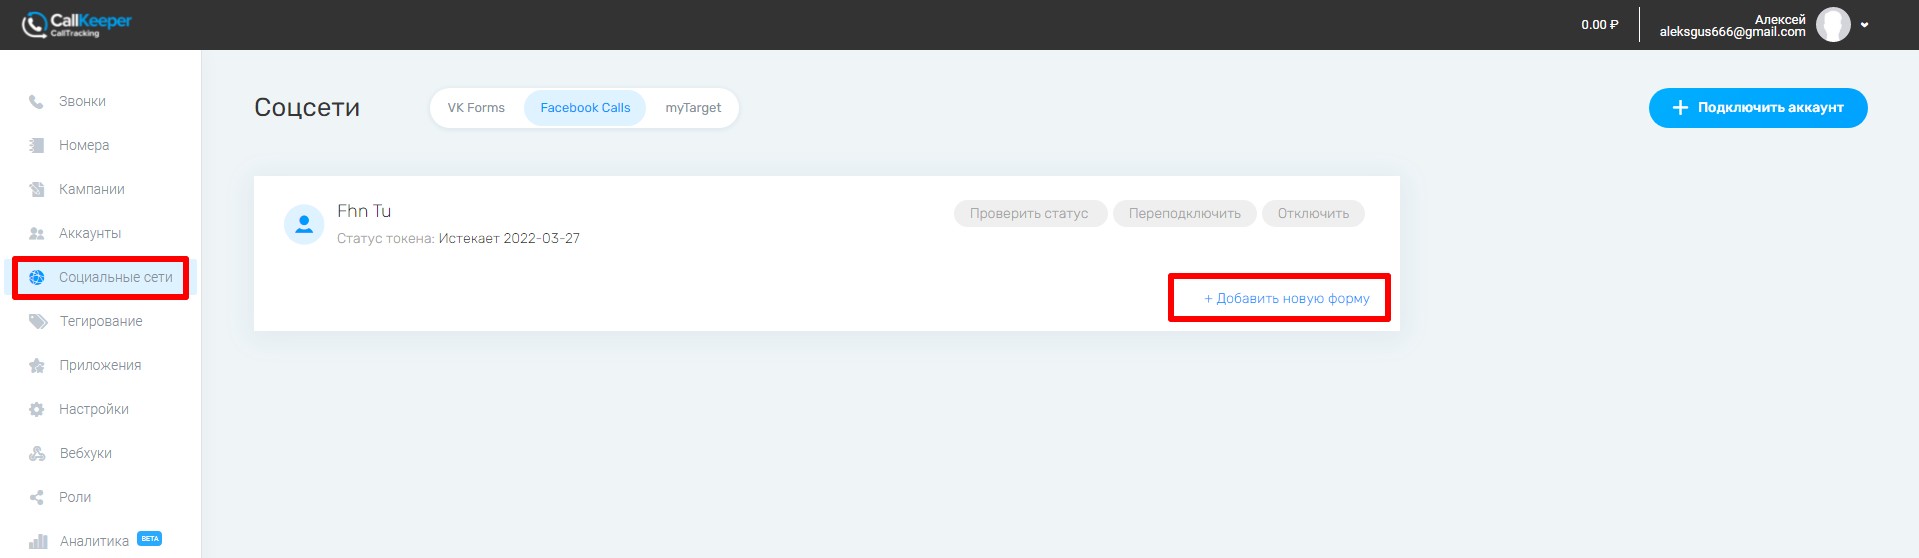 CallKeeper
CallTracking
0.00 ₽
Алексей
aleksgus666@gmail.com
Звонки
Номера
Кампании
Аккаунты
Социальные сети
Тегирование
Приложения
Настройки
Вебхуки
Роли
Аналитика BETA
Соцсети
VK Forms Facebook Calls myTarget
+ Подключить аккаунт
Fhn Tu
Статус токена: Истекает 2022-03-27
Проверить статус Переподключить Отключить
+ Добавить новую форму